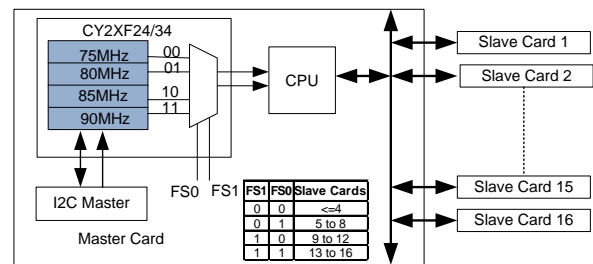 CY2XF24/34
75MHz
80MHz
85MHz
90MHz
00
01
10
11
CPU
FS0
FS1
I2C Master
Master Card
FS1 FS0 Slave Cards
0 0 <=4
0 1 5 to 8
1 0 9 to 12
1 1 13 to 16
Slave Card 1
Slave Card 2
Slave Card 15
Slave Card 16